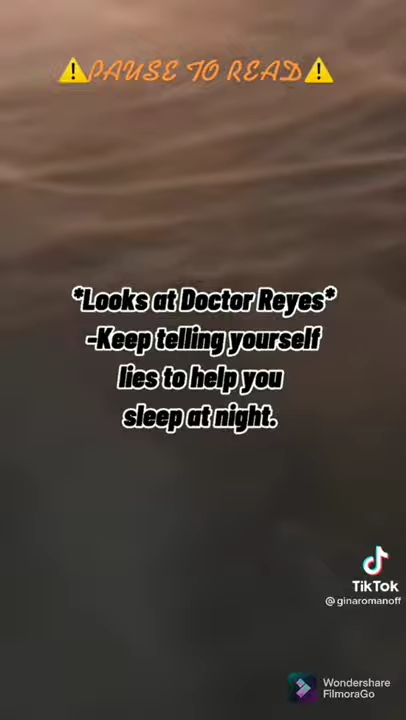 ⚠️PAUSE TO READ⚠️
*Looks at Doctor Reyes*
-Keep telling yourself
lies to help you
sleep at night.
TikTok
@ginaromanoff
Wondershare
FilmoraGo